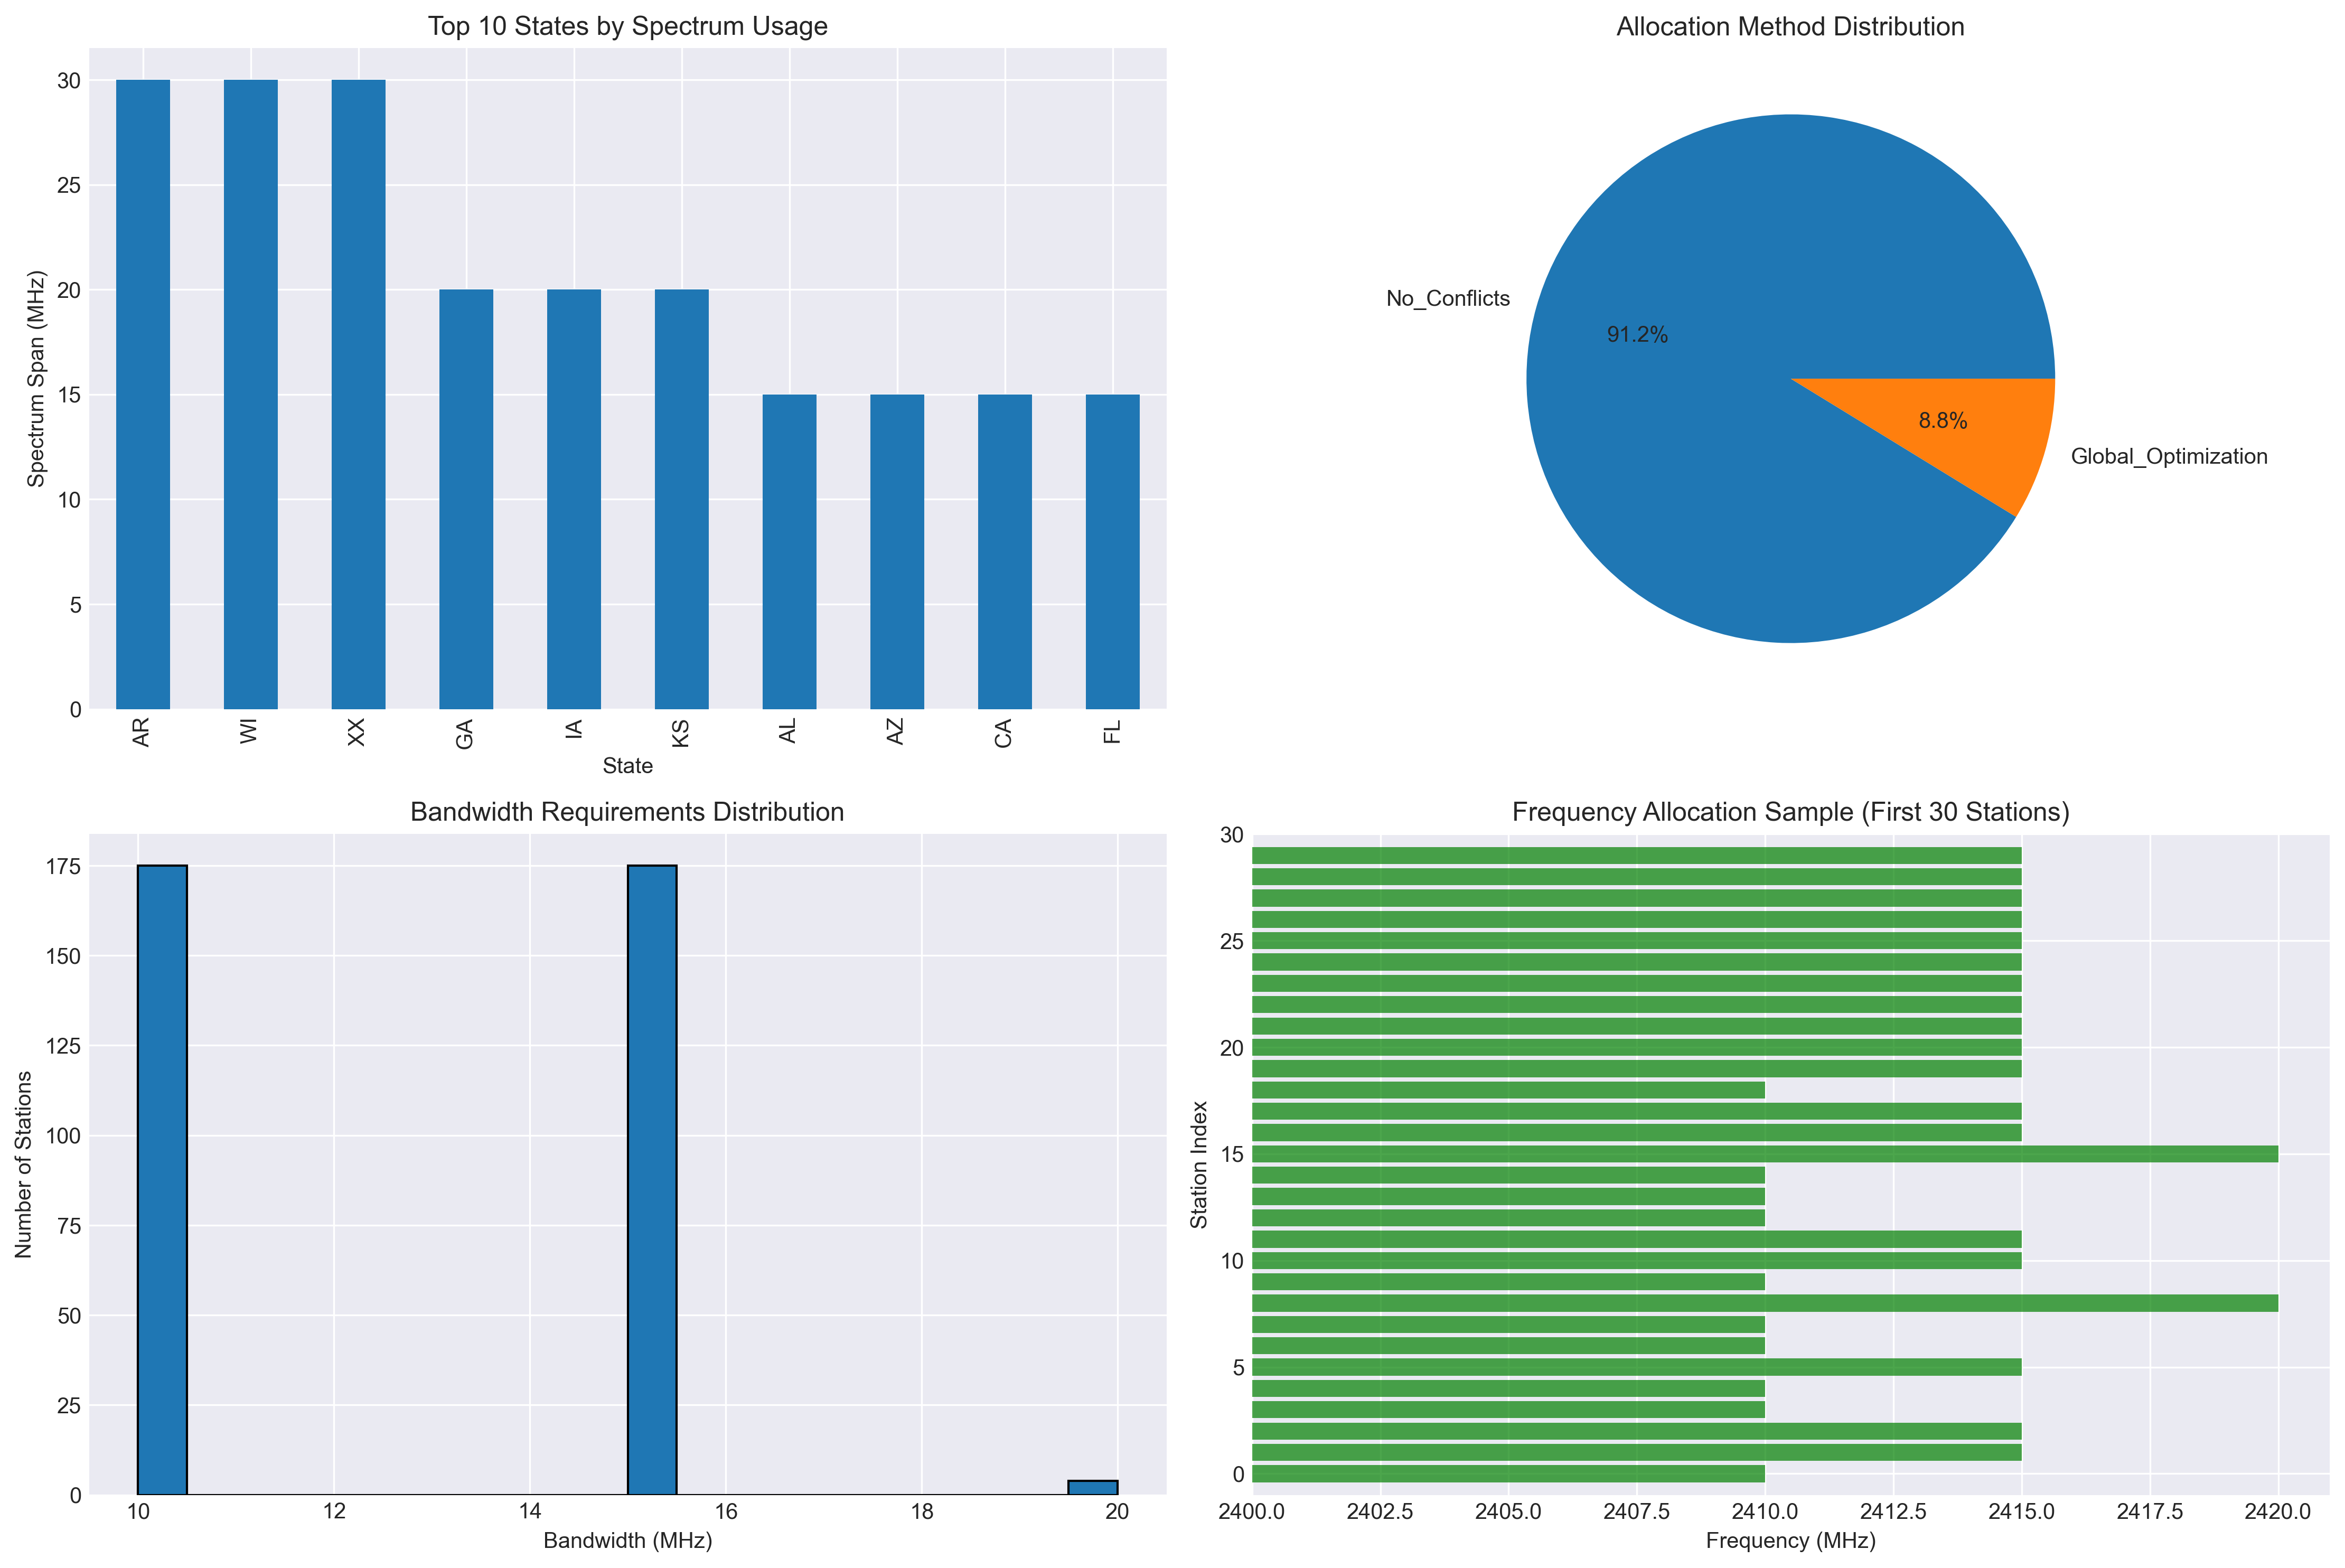 Top 10 States by Spectrum Usage
30
25
20
15
10
5
0
Spectrum Span (MHz)
AR
WI
XX
GA
IA
KS
AL
AZ
CA
FL
State
Allocation Method Distribution
No_Conflicts
91.2%
8.8%
Global_Optimization
Bandwidth Requirements Distribution
175
150
125
100
75
50
25
0
Number of Stations
10
12
14
16
18
20
Bandwidth (MHz)
Frequency Allocation Sample (First 30 Stations)
30
25
20
15
10
5
0
Station Index
2400.0
2402.5
2405.0
2407.5
2410.0
2412.5
2415.0
2417.5
2420.0
Frequency (MHz)